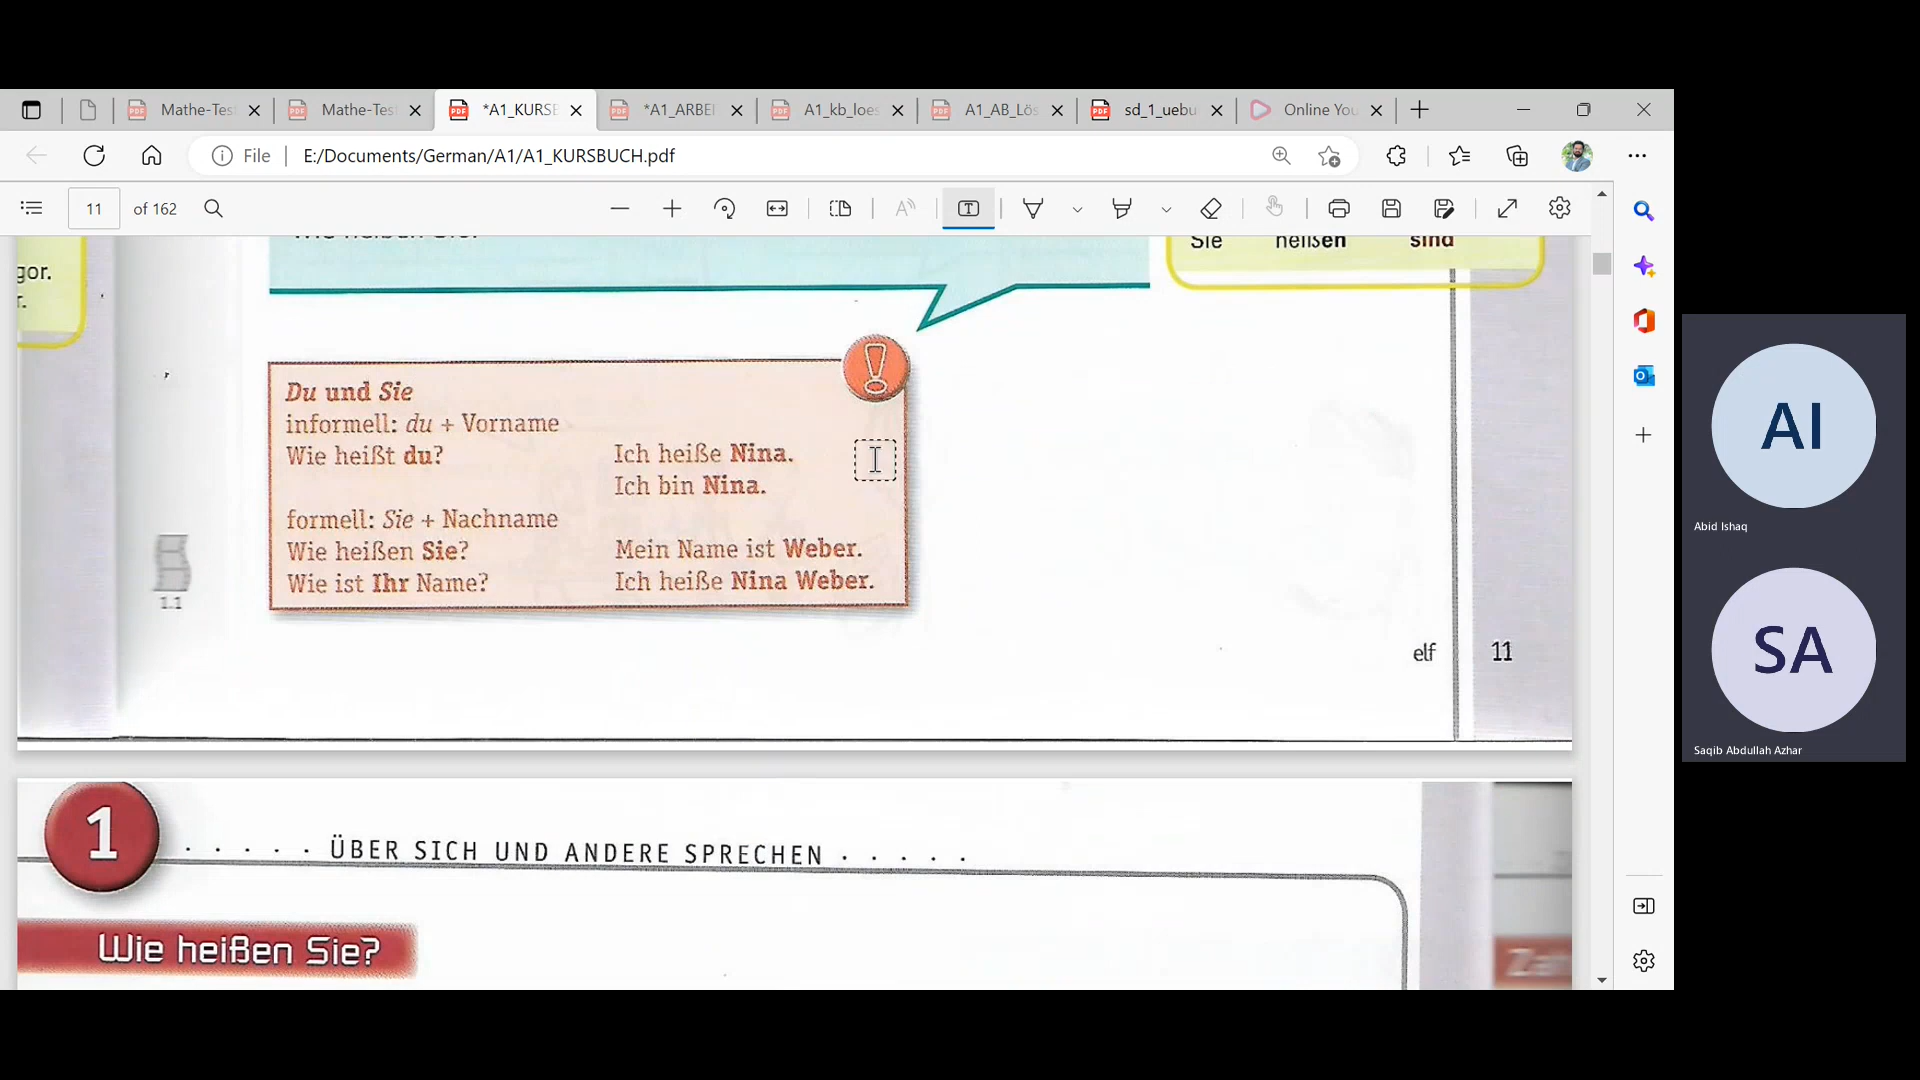 Mathe-Tes
Mathe-Tes
*A1_KURSB
*A1_ARBEI
A1_kb_loes
A1_AB_Lös
sd_1_uebu
Online You
File
E:/Documents/German/A1/A1_KURSBUCH.pdf
11 of 162
gor.
r.
Sie heißen sind
Du und Sie
informell: du + Vorname
Wie heißt du? Ich heiße Nina.
Ich bin Nina.
formell: Sie + Nachname
Wie heißen Sie? Mein Name ist Weber.
Wie ist Ihr Name? Ich heiße Nina Weber.
1.1
elf 11
1
ÜBER SICH UND ANDERE SPRECHEN
Wie heißen Sie?
AI
Abid Ishaq
SA
Saqib Abdullah Azhar